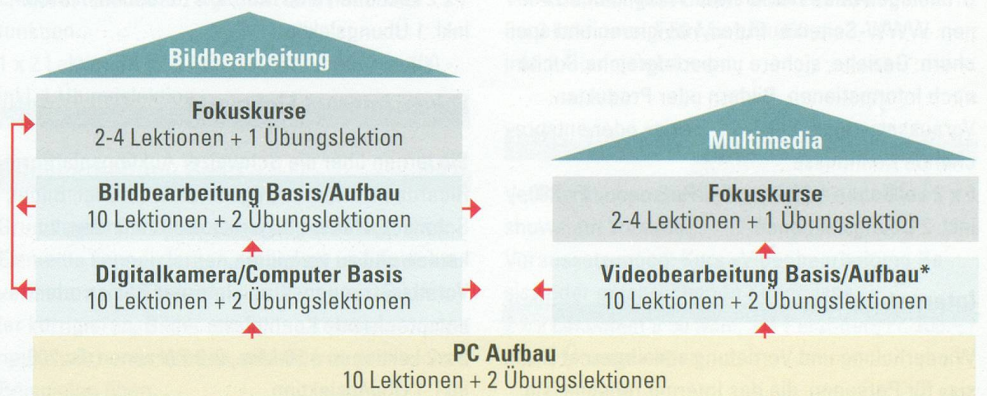 Bildbearbeitung
Fokuskurse
2-4 Lektionen + 1 Übungslektion
Bildbearbeitung Basis/Aufbau
10 Lektionen + 2 Übungslektionen
Digitalkamera/Computer Basis
10 Lektionen + 2 Übungslektionen
Multimedia
Fokuskurse
2-4 Lektionen + 1 Übungslektion
Videobearbeitung Basis/Aufbau*
10 Lektionen + 2 Übungslektionen
PC Aufbau
10 Lektionen + 2 Übungslektionen